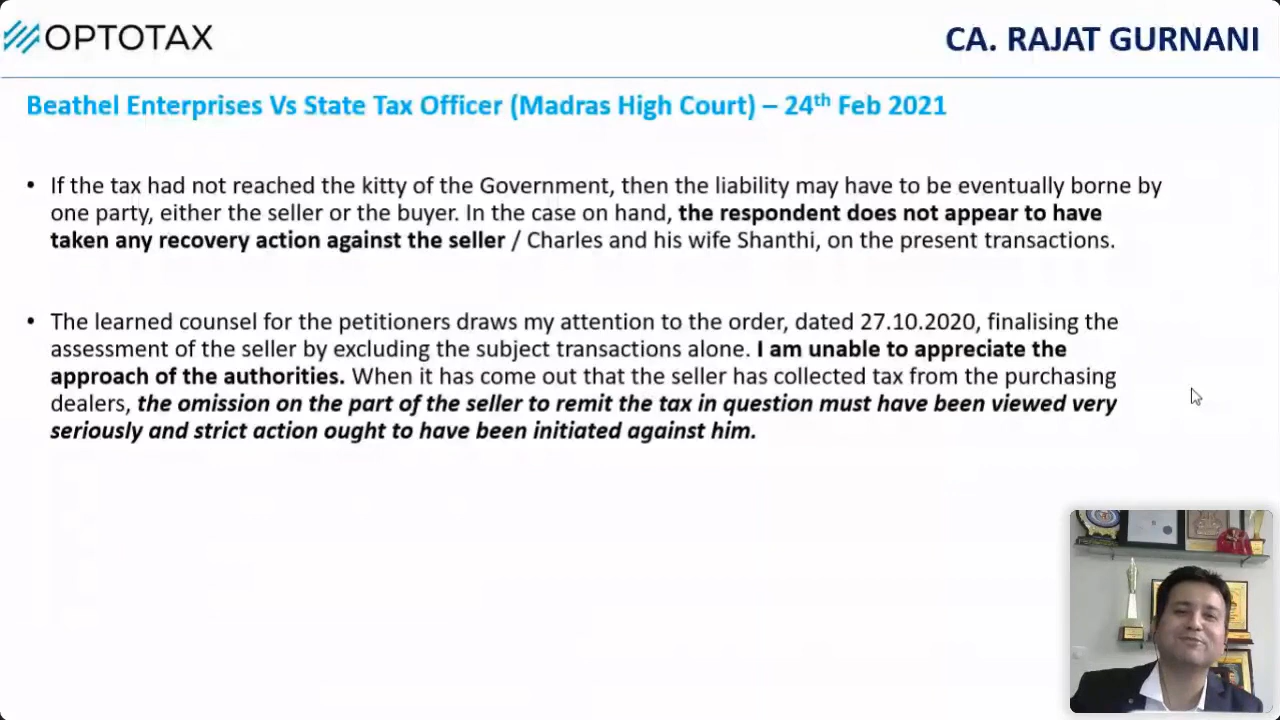 OPTOTAX
CA. RAJAT GURNANI
Beathel Enterprises Vs State Tax Officer (Madras High Court) – 24th Feb 2021
• If the tax had not reached the kitty of the Government, then the liability may have to be eventually borne by
one party, either the seller or the buyer. In the case on hand, the respondent does not appear to have
taken any recovery action against the seller / Charles and his wife Shanthi, on the present transactions.
• The learned counsel for the petitioners draws my attention to the order, dated 27.10.2020, finalising the
assessment of the seller by excluding the subject transactions alone. I am unable to appreciate the
approach of the authorities. When it has come out that the seller has collected tax from the purchasing
dealers, the omission on the part of the seller to remit the tax in question must have been viewed very
seriously and strict action ought to have been initiated against him.